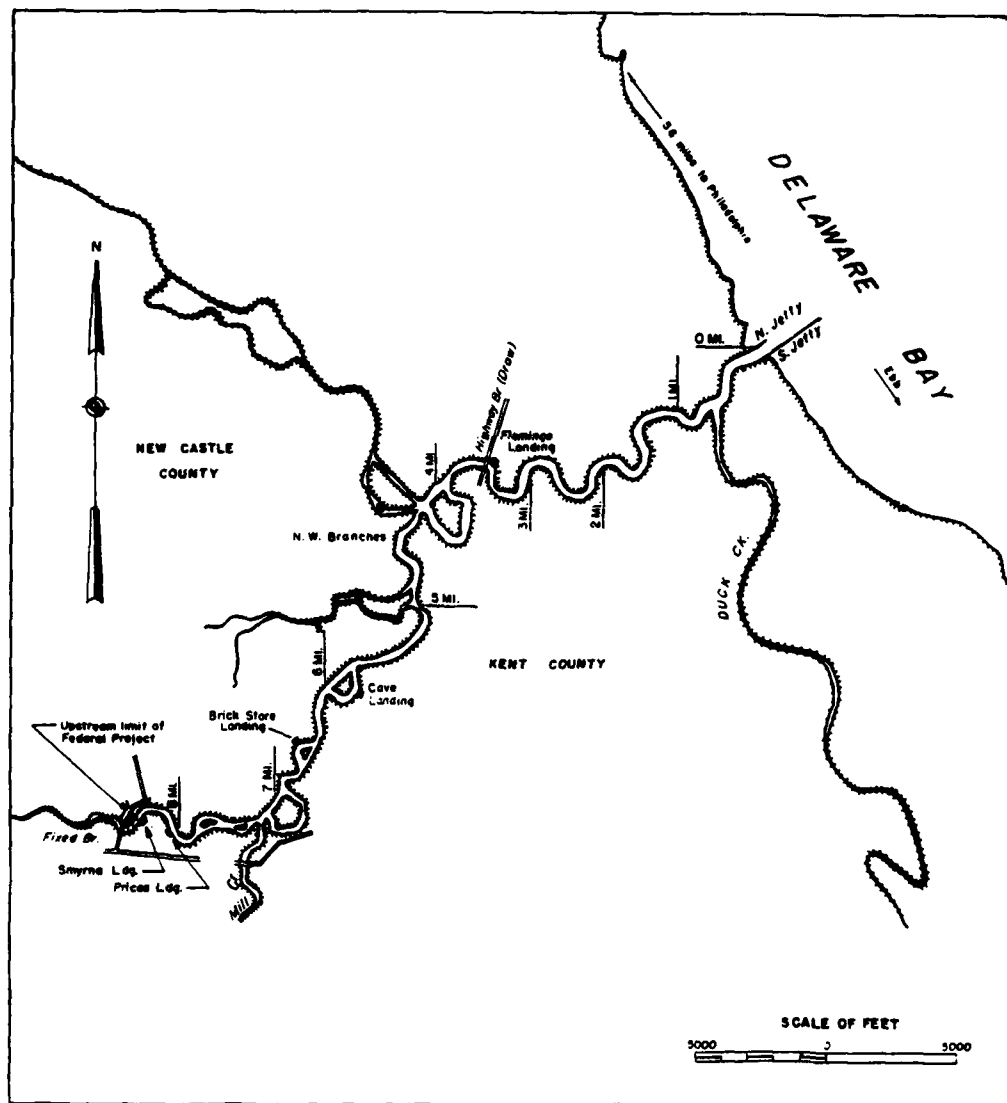 56 miles to Philadelphia
DELAWARE
BAY
N
0 MI.
N. Jetty
S. Jetty
Ebb
1 MI.
Highway Br (Draw)
Flemings
Landing
NEW CASTLE
COUNTY
4 MI.
3 MI.
2 MI.
N. W. Branches
DUCK CK.
5 MI.
6 MI.
KENT COUNTY
Cave
Landing
Brick Store
Landing
Upstream limit of
Federal Project
7 MI.
8 MI.
Fixed Br.
Smyrna Ldg.
Prices Ldg.
Mill
SCALE OF FEET
5000 0 5000